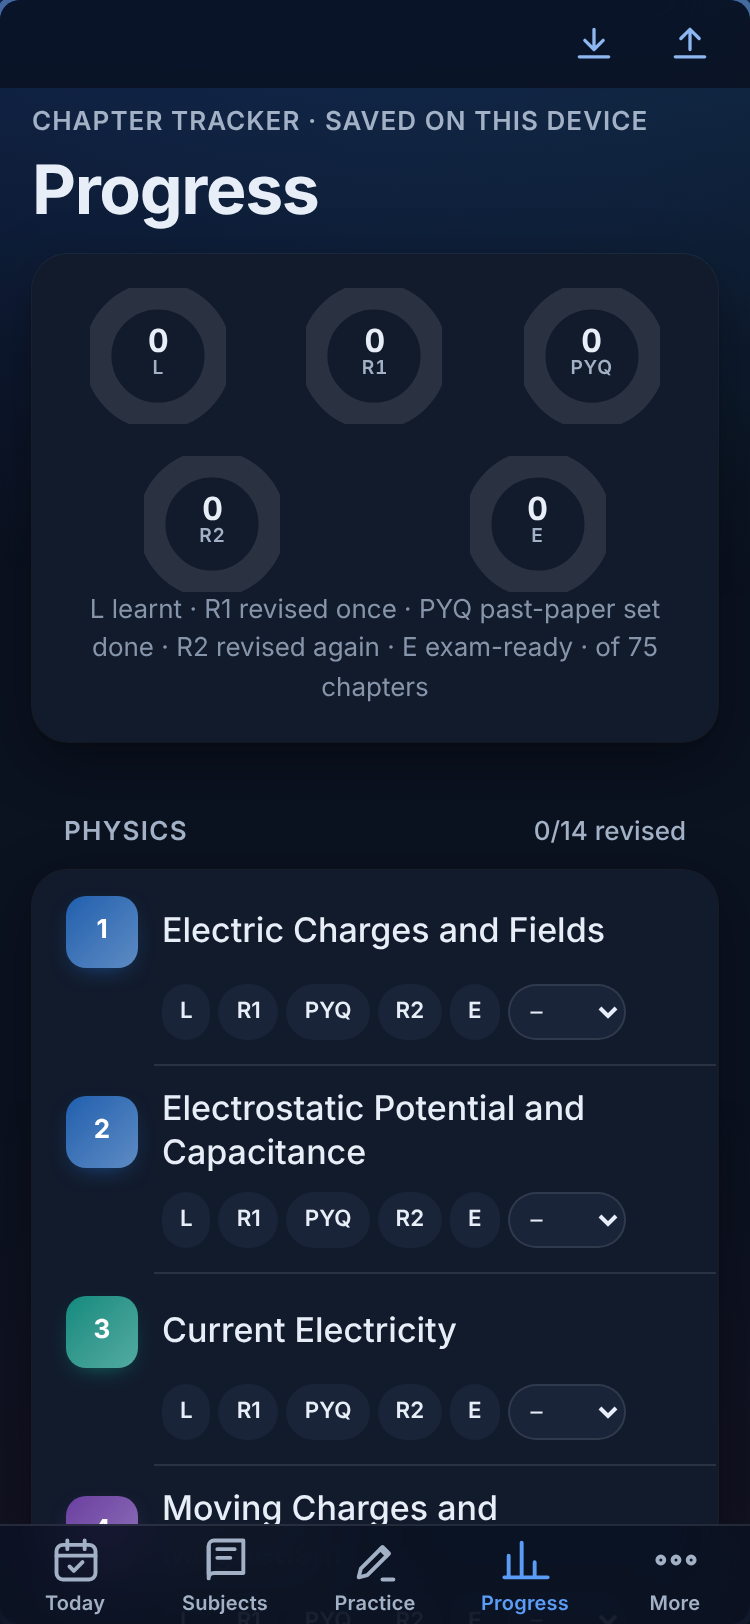 CHAPTER TRACKER · SAVED ON THIS DEVICE
Progress
0
L
0
R1
0
PYQ
0
R2
0
E
L learnt · R1 revised once · PYQ past-paper set
done · R2 revised again · E exam-ready · of 75
chapters
PHYSICS 0/14 revised
1 Electric Charges and Fields
L R1 PYQ R2 E –
2 Electrostatic Potential and
Capacitance
L R1 PYQ R2 E –
3 Current Electricity
L R1 PYQ R2 E –
Moving Charges and
Today Subjects Practice Progress More